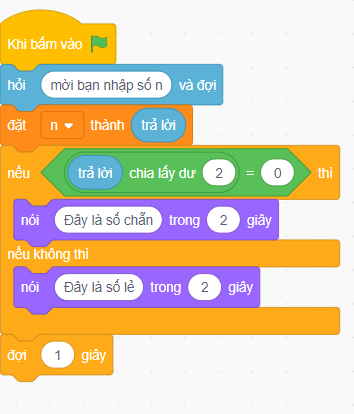 Khi bấm vào
hỏi mời bạn nhập số n và đợi
đặt n thành trả lời
nếu trả lời chia lấy dư 2 = 0 thì
nói Đây là số chẵn trong 2 giây
nếu không thì
nói Đây là số lẻ trong 2 giây
đợi 1 giây